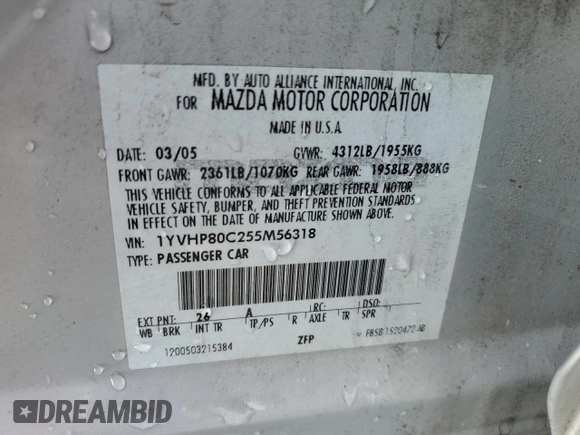 MFD. BY AUTO ALLIANCE INTERNATIONAL, INC.
FOR MAZDA MOTOR CORPORATION
MADE IN U.S.A
DATE: 03/05 GVWR: 4312LB/1955KG
FRONT GAWR: 2361LB/1070KG REAR GAWR: 1958LB/888KG
THIS VEHICLE CONFORMS TO ALL APPLICABLE FEDERAL MOTOR
VEHICLE SAFETY, BUMPER, AND THEFT PREVENTION STANDARDS
IN EFFECT ON THE DATE OF MANUFACTURE SHOWN ABOVE.
VIN: 1YVHP80C255M56318
TYPE: PASSENGER CAR
EXT PNT: 26 A RC: DSO:
WB BRK INT TR TP/PS R AXLE TR SPR
1200503215384 ZFP
DREAMBID